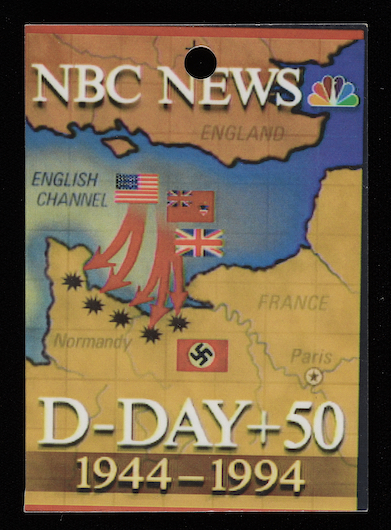 NBC NEWS
ENGLAND
ENGLISH
CHANNEL
FRANCE
Normandy
Paris
D-DAY+50
1944–1994